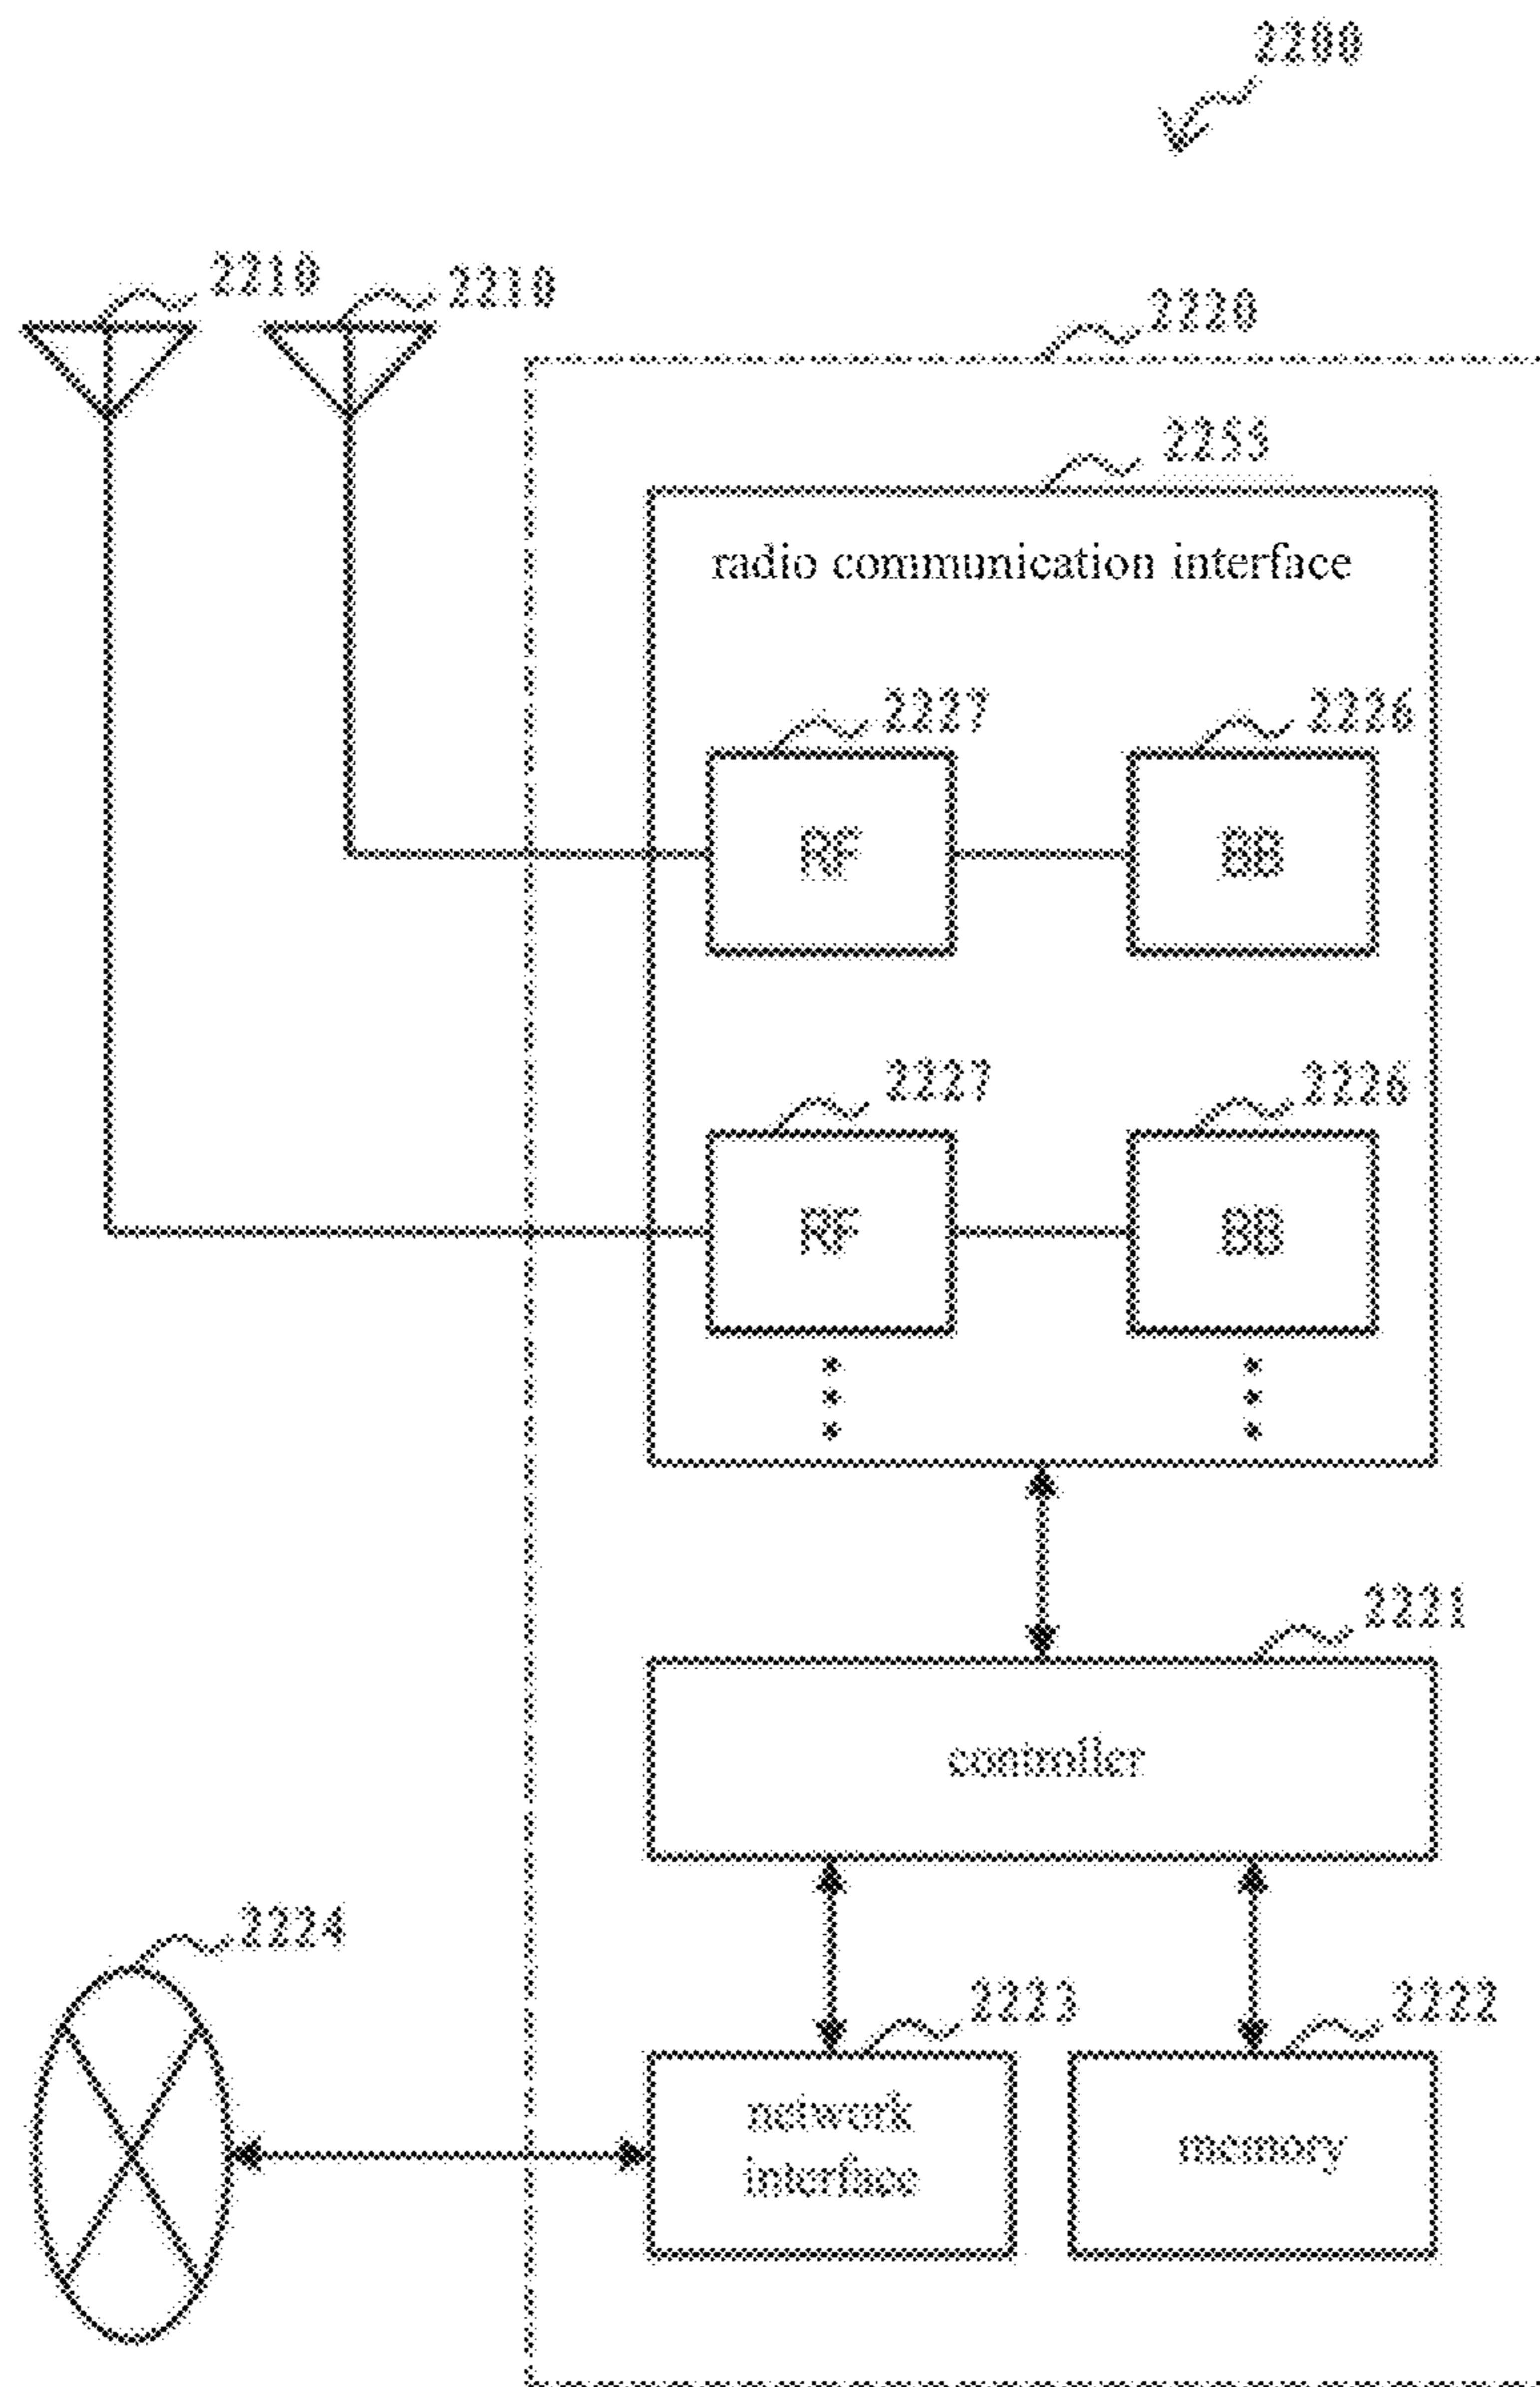 2200
2210
2210
2220
2255
radio communication interface
2227
2226
RF
BB
2227
2226
RF
BB
2221
controller
2224
2223
2222
network
interface
memory